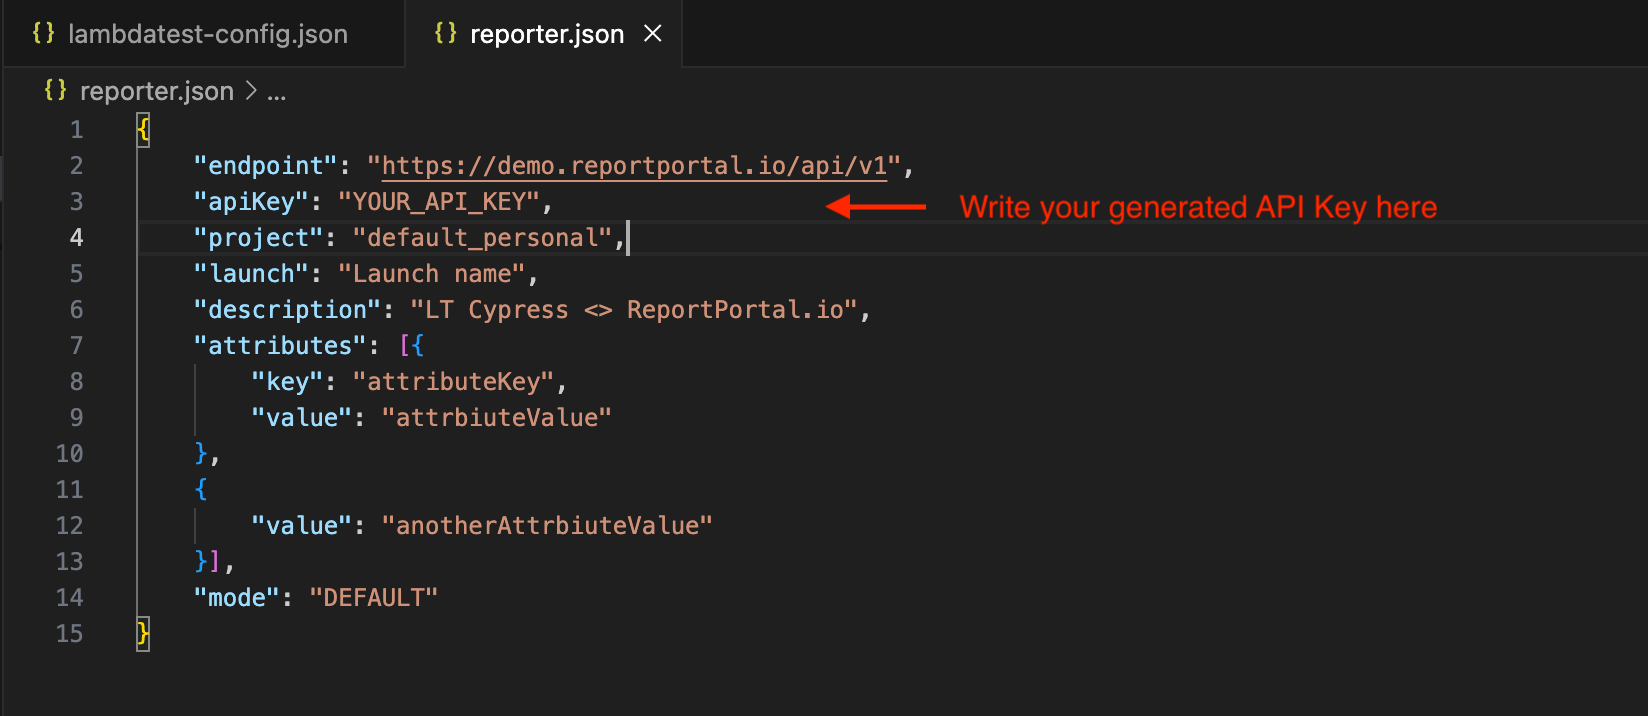 {} lambdatest-config.json {} reporter.json ×
{} reporter.json > ...
1 {
2 "endpoint": "https://demo.reportportal.io/api/v1",
3 "apiKey": "YOUR_API_KEY", Write your generated API Key here
4 "project": "default_personal",
5 "launch": "Launch name",
6 "description": "LT Cypress <> ReportPortal.io",
7 "attributes": [{
8 "key": "attributeKey",
9 "value": "attrbiuteValue"
10 },
11 {
12 "value": "anotherAttrbiuteValue"
13 }],
14 "mode": "DEFAULT"
15 }